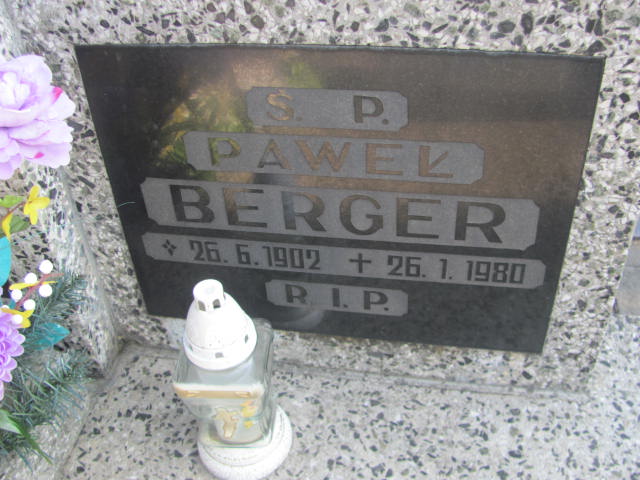 S. P.
PAWEŁ
BERGER
* 26. 6. 1902 + 26. 1. 1980
R. I. P.